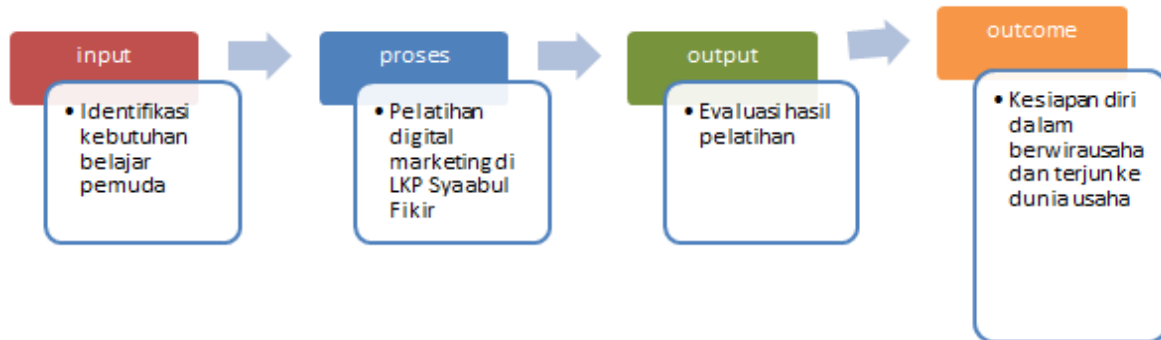 input
• Identifikasi
kebutuhan
belajar
pemuda
proses
• Pelatihan
digital
marketing di
LKP Syaabul
Fikir
output
• Evaluasi hasil
pelatihan
outcome
• Kesiapan diri
dalam
berwirausaha
dan terjun ke
dunia usaha